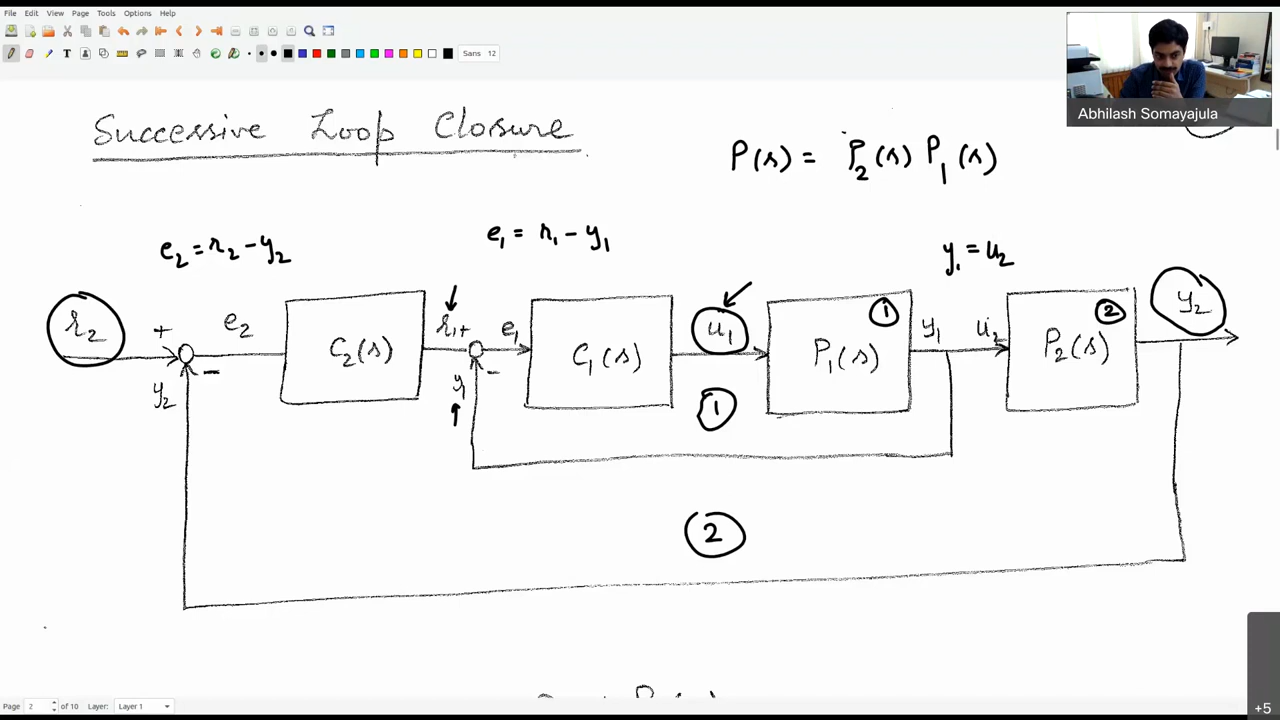 File Edit View Page Tools Options Help
Sans 12
Abhilash Somayajula
Successive Loop Closure
P(s) = P₂(s) P₁(s)
e₂ = r₂ - y₂
e₁ = r₁ - y₁
y₁ = u₂
r₂ + e₂ C₂(s) r₁ + e₁ C₁(s) u₁ P₁(s) 1 y₁ u₂ P₂(s) 2 y₂
y₂ - y₁ -
1
2
Page 2 of 10 Layer: Layer 1
+5